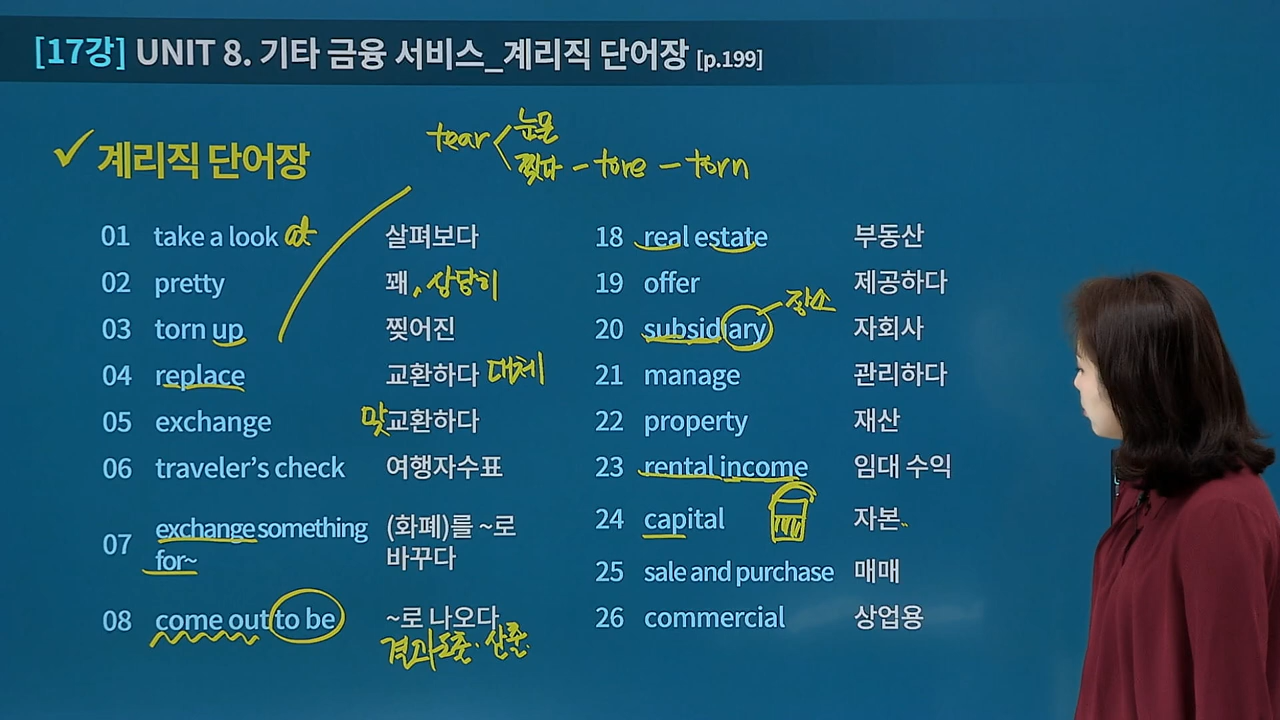 [17강] UNIT 8. 기타 금융 서비스_계리직 단어장 [p.199]
tear 눈물
찢다 - tore - torn
계리직 단어장
01 take a look at 살펴보다
02 pretty 꽤, 상당히
03 torn up 찢어진
04 replace 교환하다 대체
05 exchange 맞교환하다
06 traveler's check 여행자수표
07 exchange something for~ (화폐)를 ~로
바꾸다
08 come out to be ~로 나오다
결과도출·산출
18 real estate 부동산
19 offer 제공하다
장소
20 subsidiary 자회사
21 manage 관리하다
22 property 재산
23 rental income 임대 수익
24 capital 자본
25 sale and purchase 매매
26 commercial 상업용